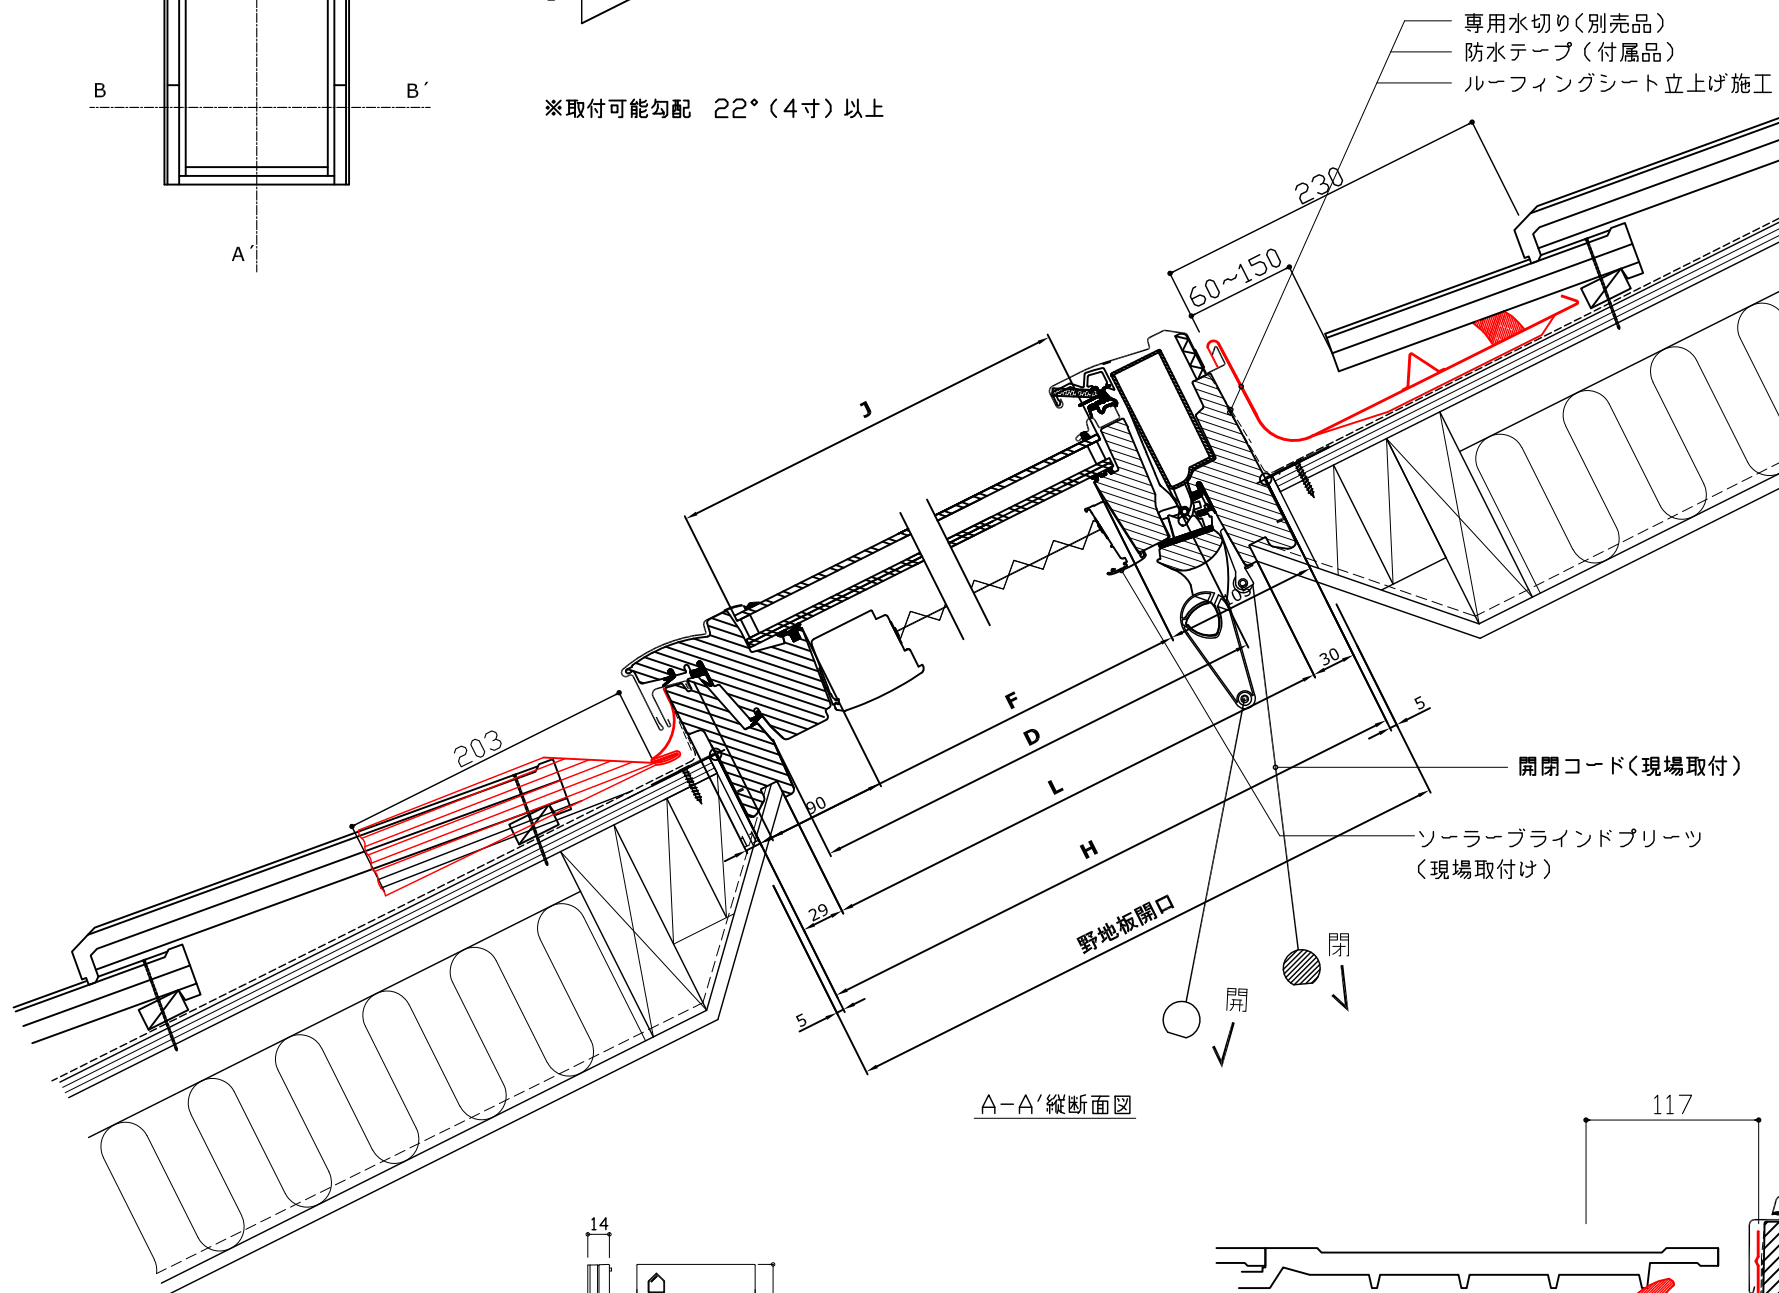 専用水切り(別売品)
防水テープ(付属品)
ルーフィングシート立上げ施工
B
B´
※取付可能勾配 22°(4寸)以上
A´
230
60~150
J
203
F
D
L
H
野地板開口
90
30
5
29
5
開閉コード(現場取付)
ソーラーブラインドプリーツ
(現場取付け)
閉
開
A-A´縦断面図
117
14